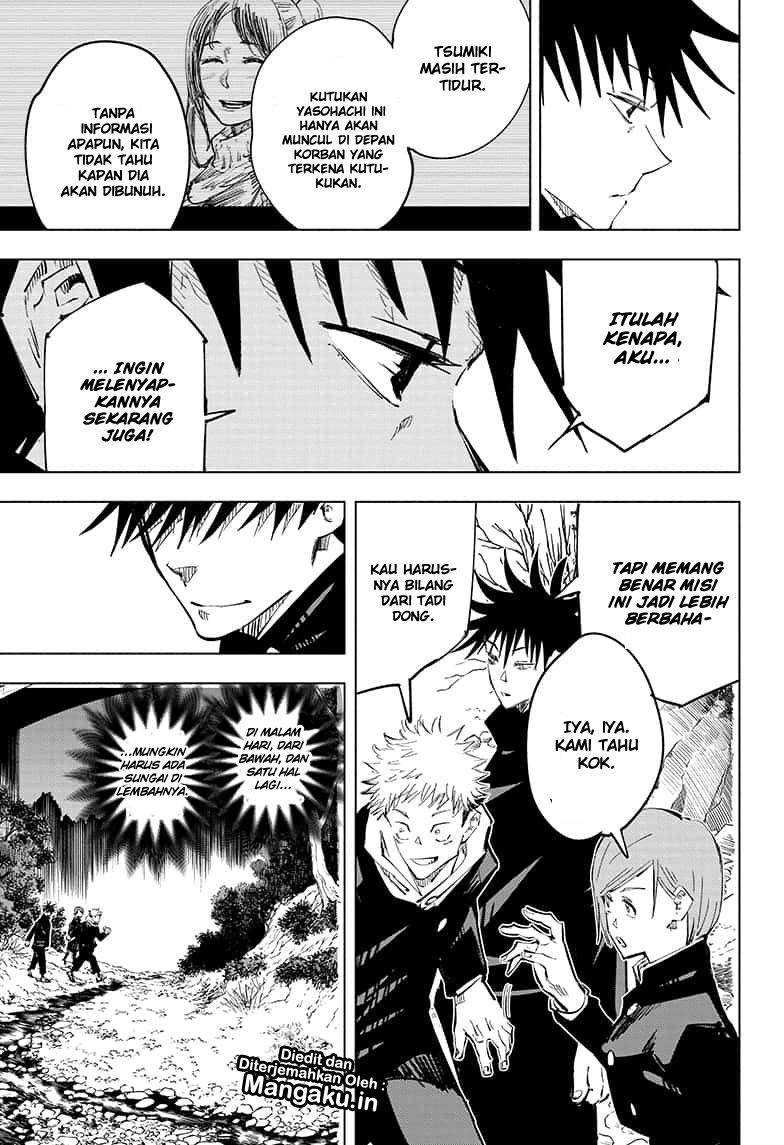 TSUMIKI
MASIH TER-
TIDUR.
KUTUKAN
YASOHACHI INI
HANYA AKAN
MUNCUL DI DEPAN
KORBAN YANG
TERKENA KUTU-
KUKAN.
TANPA
INFORMASI
APAPUN, KITA
TIDAK TAHU
KAPAN DIA
AKAN DIBUNUH.
ITULAH
KENAPA,
AKU...
... INGIN
MELENYAP-
KANNYA
SEKARANG
JUGA!
TAPI MEMANG
BENAR MISI
INI JADI LEBIH
BERBAHA-
IYA, IYA.
KAMI TAHU
KOK.
KAU HARUS-
NYA BILANG
DARI TADI
DONG.
DI MALAM
HARI, DARI
BAWAH, DAN
SATU HAL
LAGI...
...MUNGKIN
HARUS ADA
SUNGAI DI
LEMBAHNYA.
Diedit dan
Diterjemahkan Oleh :
Mangaku.in